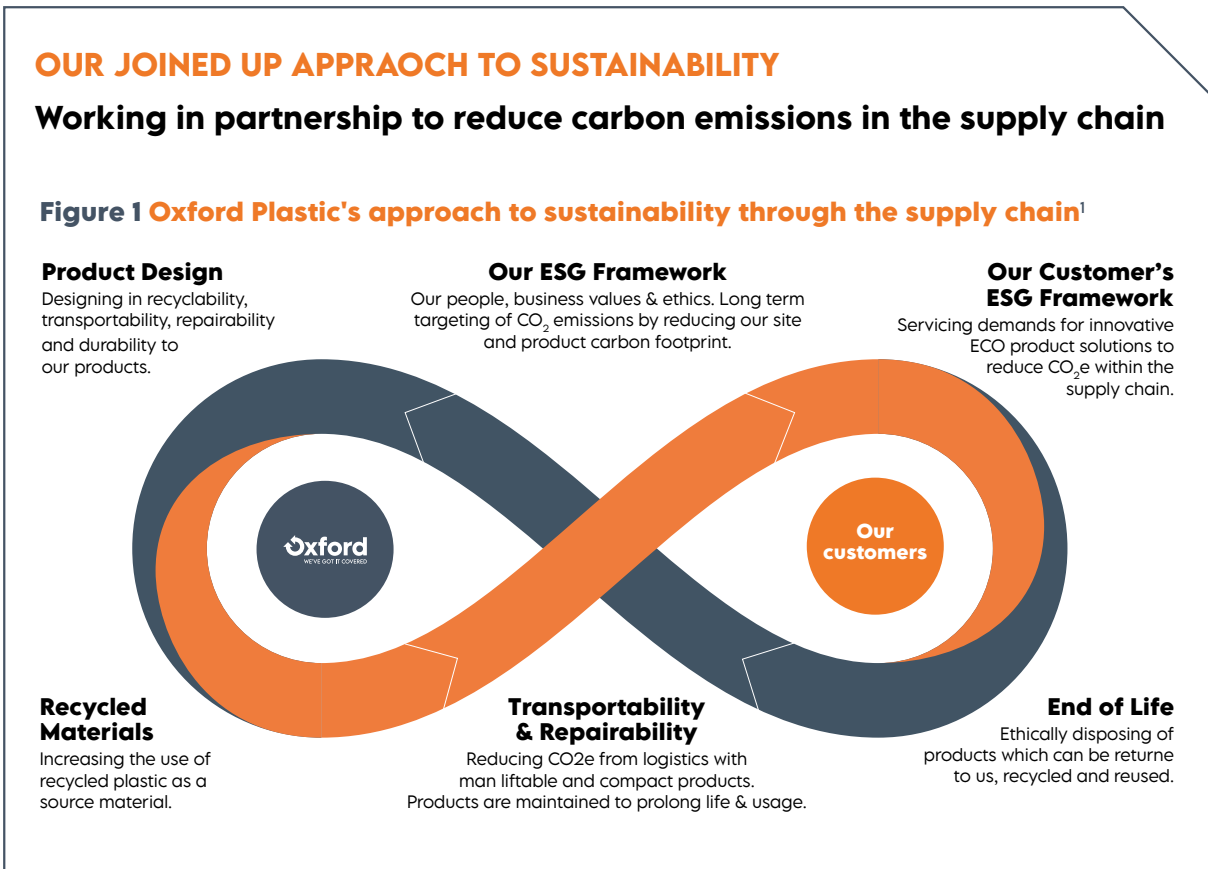 OUR JOINED UP APPRAOCH TO SUSTAINABILITY
Working in partnership to reduce carbon emissions in the supply chain
Figure 1 Oxford Plastic's approach to sustainability through the supply chain¹
Product Design
Designing in recyclability,
transportability, repairability
and durability to
our products.
Our ESG Framework
Our people, business values & ethics. Long term
targeting of CO₂ emissions by reducing our site
and product carbon footprint.
Our Customer’s
ESG Framework
Servicing demands for innovative
ECO product solutions to
reduce CO₂e within the
supply chain.
Oxford
WE'VE GOT IT COVERED
Our
customers
Recycled
Materials
Increasing the use of
recycled plastic as a
source material.
Transportability
& Repairability
Reducing CO2e from logistics with
man liftable and compact products.
Products are maintained to prolong life & usage.
End of Life
Ethically disposing of
products which can be returne
to us, recycled and reused.